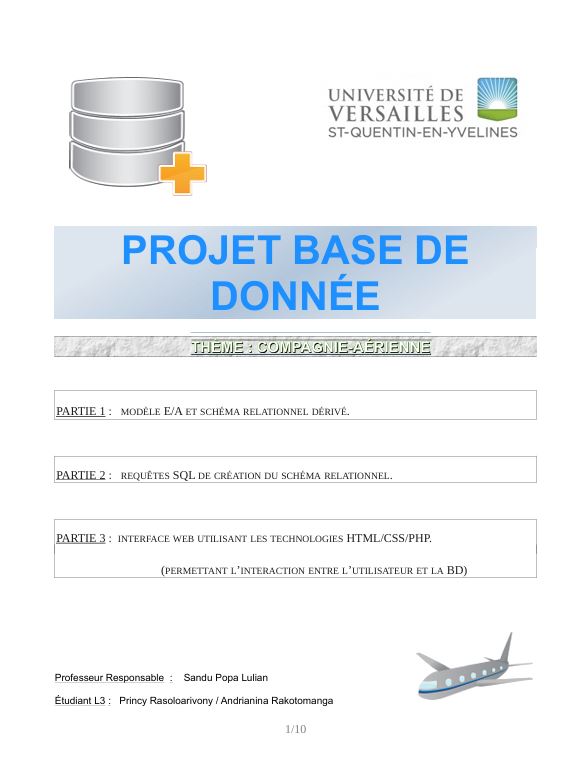 UNIVERSITÉ DE
VERSAILLES
ST-QUENTIN-EN-YVELINES
PROJET BASE DE
DONNÉE
THÈME : COMPAGNIE-AÉRIENNE
PARTIE 1 : MODÈLE E/A ET SCHÉMA RELATIONNEL DÉRIVÉ.
PARTIE 2 : REQUÊTES SQL DE CRÉATION DU SCHÉMA RELATIONNEL.
PARTIE 3 : INTERFACE WEB UTILISANT LES TECHNOLOGIES HTML/CSS/PHP.
(PERMETTANT L'INTERACTION ENTRE L'UTILISATEUR ET LA BD)
Professeur Responsable : Sandu Popa Lulian
Étudiant L3 : Princy Rasoloarivony / Andrianina Rakotomanga
1/10